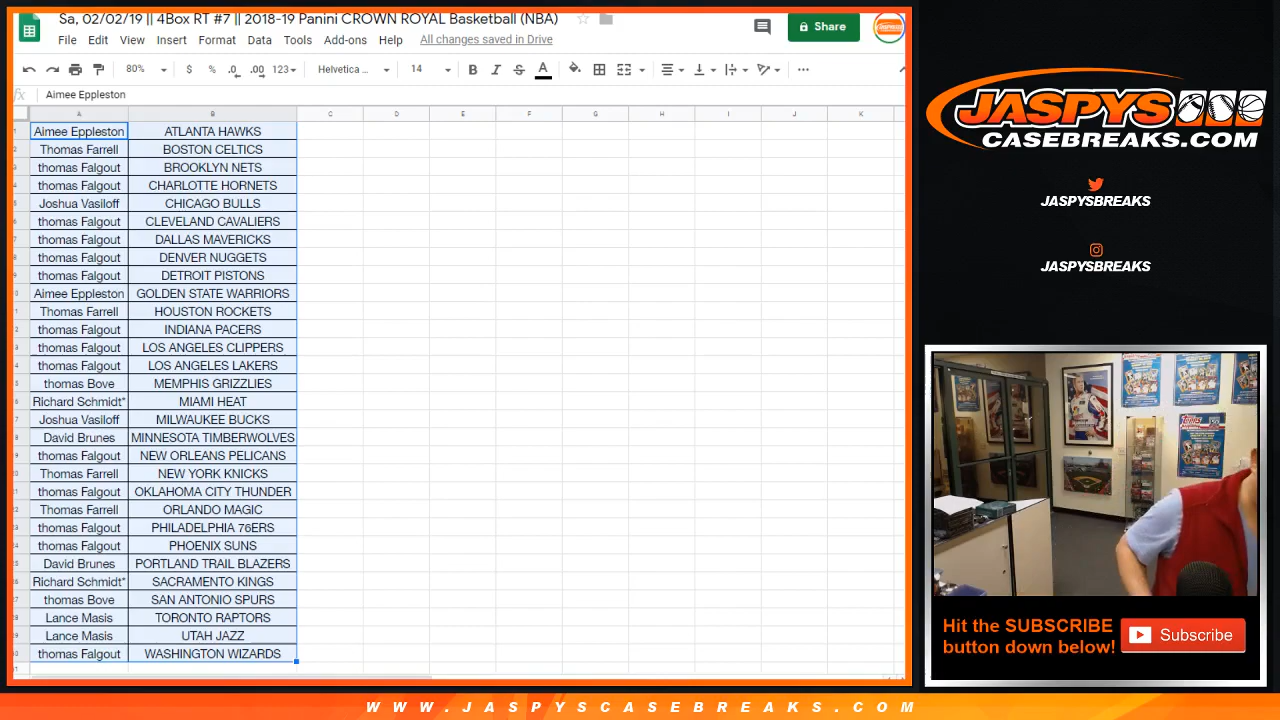 Sa, 02/02/19 || 4Box RT #7 || 2018-19 Panini CROWN ROYAL Basketball (NBA)
Share
File Edit View Insert Format Data Tools Add-ons Help All changes saved in Drive
80% $ % .0 .00 123 Helvetica ... 14 B I S A
fx Aimee Eppleston
A B C D E F G H I J K
Aimee Eppleston ATLANTA HAWKS
Thomas Farrell BOSTON CELTICS
thomas Falgout BROOKLYN NETS
thomas Falgout CHARLOTTE HORNETS
Joshua Vasiloff CHICAGO BULLS
thomas Falgout CLEVELAND CAVALIERS
thomas Falgout DALLAS MAVERICKS
thomas Falgout DENVER NUGGETS
thomas Falgout DETROIT PISTONS
Aimee Eppleston GOLDEN STATE WARRIORS
Thomas Farrell HOUSTON ROCKETS
thomas Falgout INDIANA PACERS
thomas Falgout LOS ANGELES CLIPPERS
thomas Falgout LOS ANGELES LAKERS
thomas Bove MEMPHIS GRIZZLIES
Richard Schmidt* MIAMI HEAT
Joshua Vasiloff MILWAUKEE BUCKS
David Brunes MINNESOTA TIMBERWOLVES
thomas Falgout NEW ORLEANS PELICANS
Thomas Farrell NEW YORK KNICKS
thomas Falgout OKLAHOMA CITY THUNDER
Thomas Farrell ORLANDO MAGIC
thomas Falgout PHILADELPHIA 76ERS
thomas Falgout PHOENIX SUNS
David Brunes PORTLAND TRAIL BLAZERS
Richard Schmidt* SACRAMENTO KINGS
thomas Bove SAN ANTONIO SPURS
Lance Masis TORONTO RAPTORS
Lance Masis UTAH JAZZ
thomas Falgout WASHINGTON WIZARDS
JASPYS
CASEBREAKS.COM
JASPYSBREAKS
JASPYSBREAKS
Topps
Hit the SUBSCRIBE
button down below!
Subscribe
WWW.JASPYSCASEBREAKS.COM